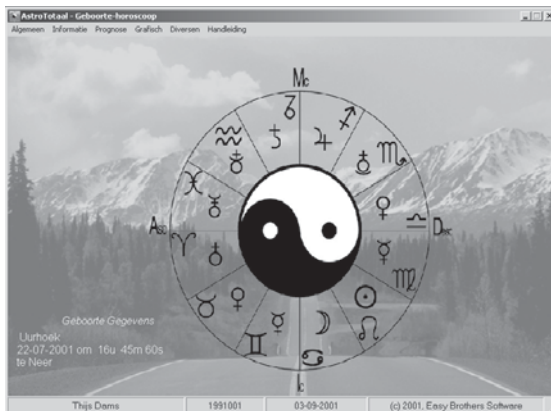 AstroTotaal - Geboorte-horoscoop
Algemeen Informatie Prognose Grafisch Diversen Handleiding
Mc
Asc
Desc
Ic
Geboorte Gegevens
Uurhoek
22-07-2001 om 16u -45m 60s
te Neer
Thijs Dams 1991001 03-09-2001 (c) 2001, Easy Brothers Software